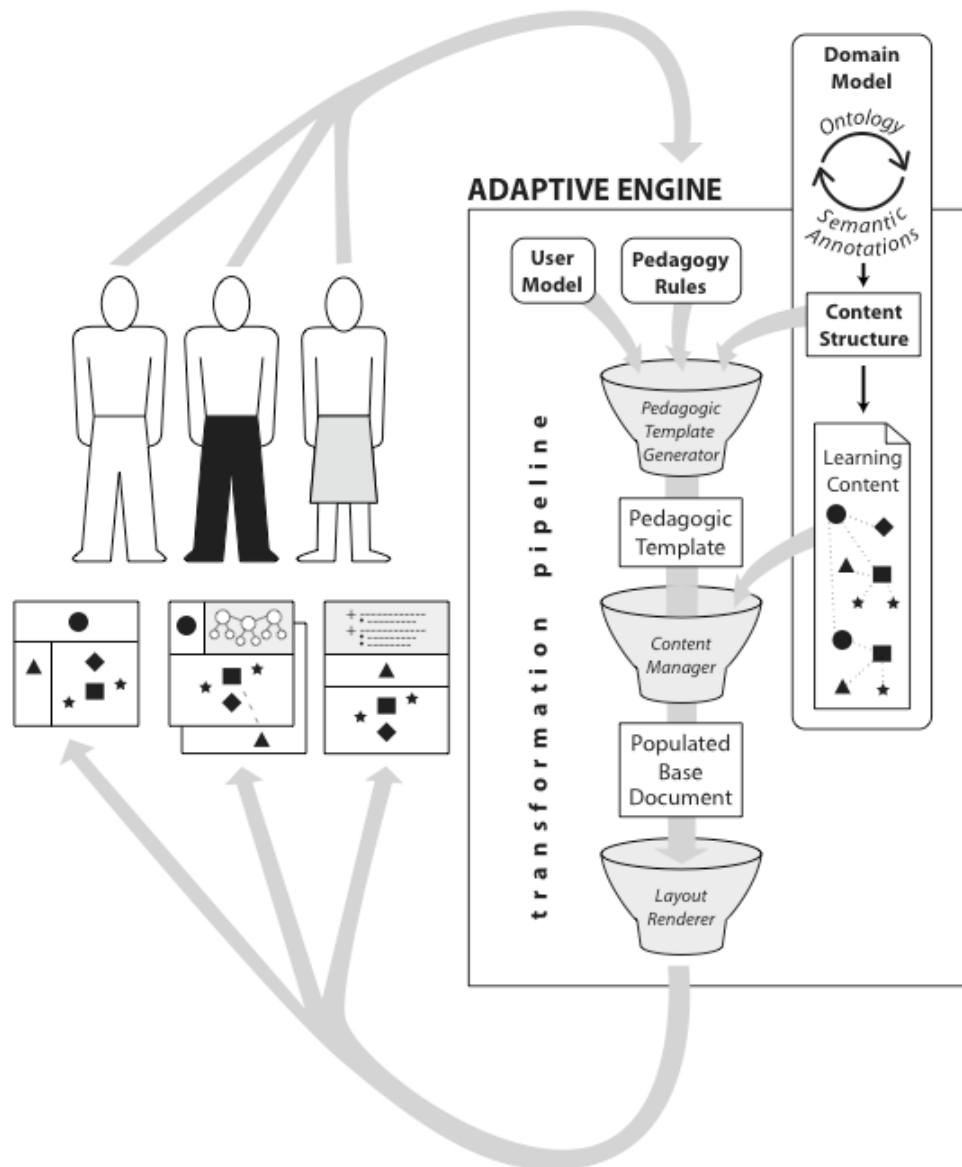 Domain
Model
Ontology
Semantic
Annotations
ADAPTIVE ENGINE
User
Model
Pedagogy
Rules
Content
Structure
Pedagogic
Template
Generator
Learning
Content
Pedagogic
Template
Content
Manager
Populated
Base
Document
Layout
Renderer
transformation pipeline